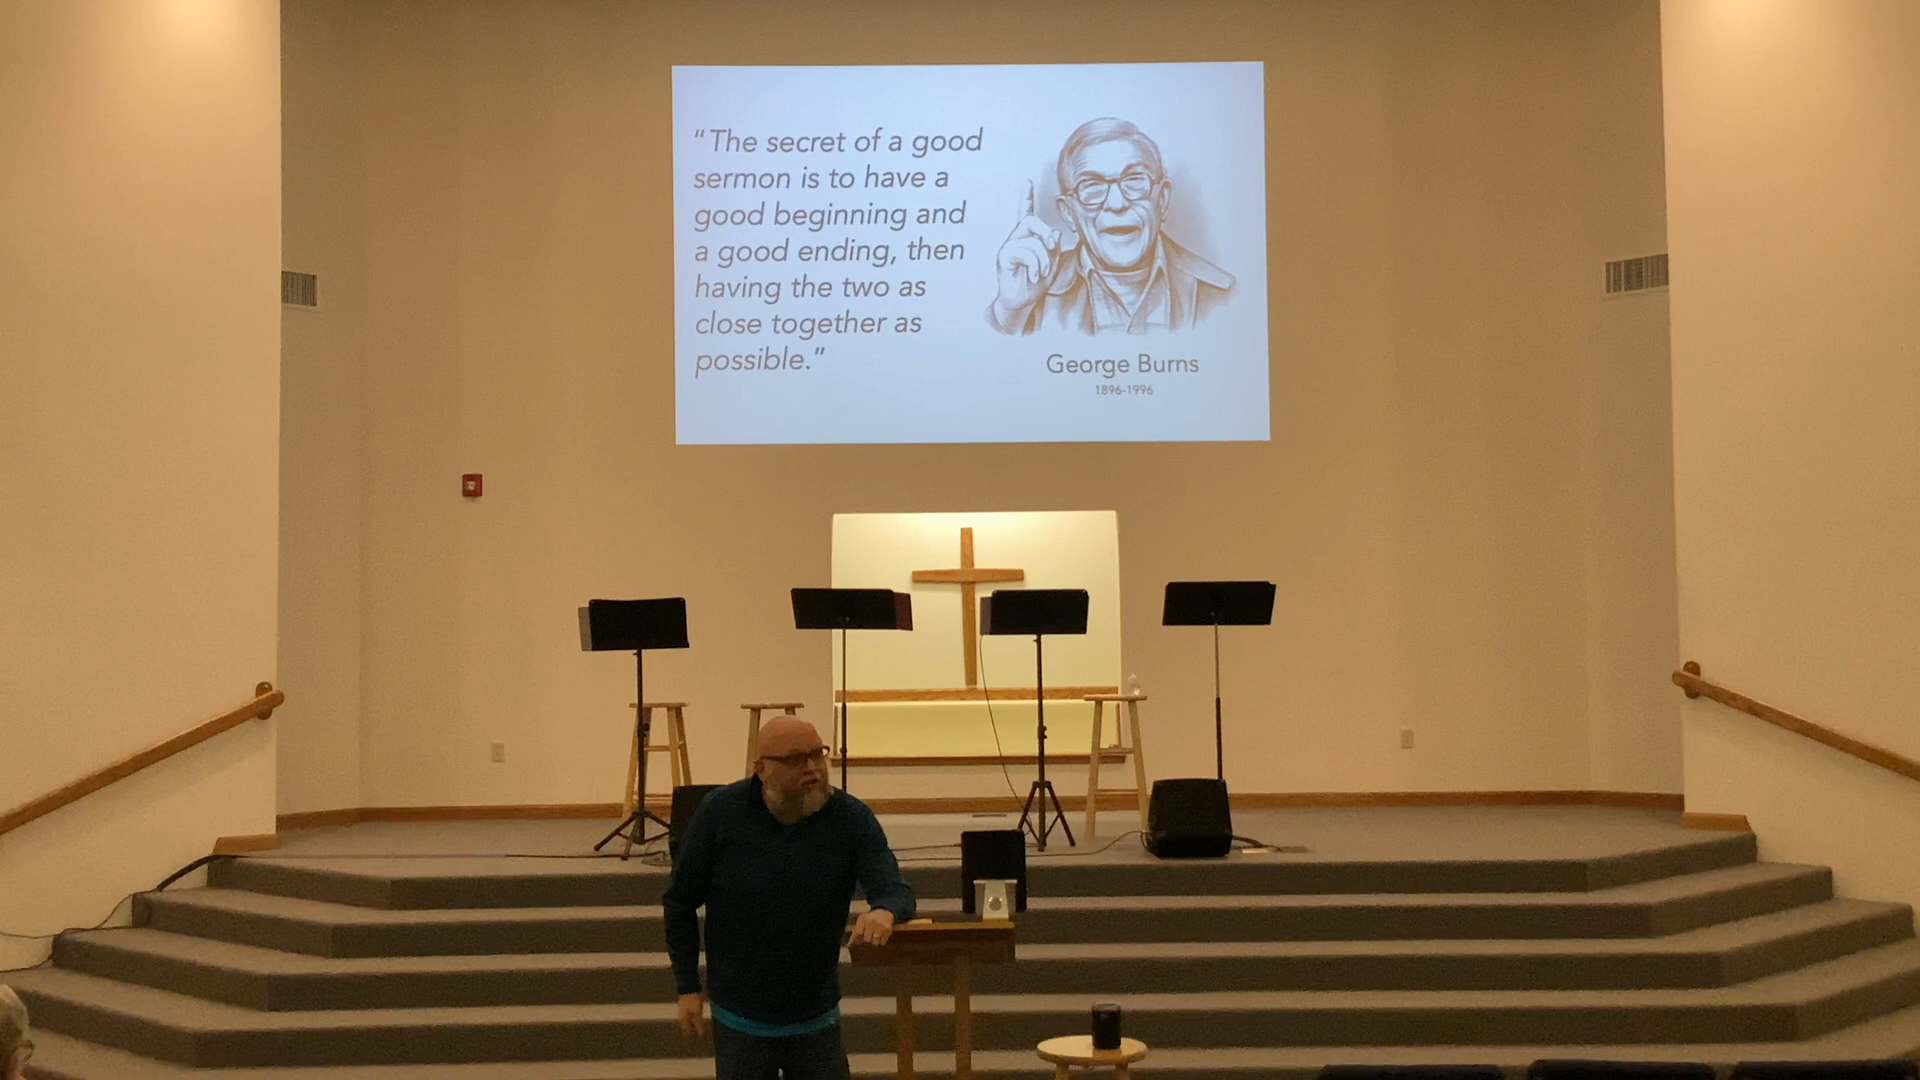 "The secret of a good
sermon is to have a
good beginning and
a good ending, then
having the two as
close together as
possible."
George Burns
1896-1996